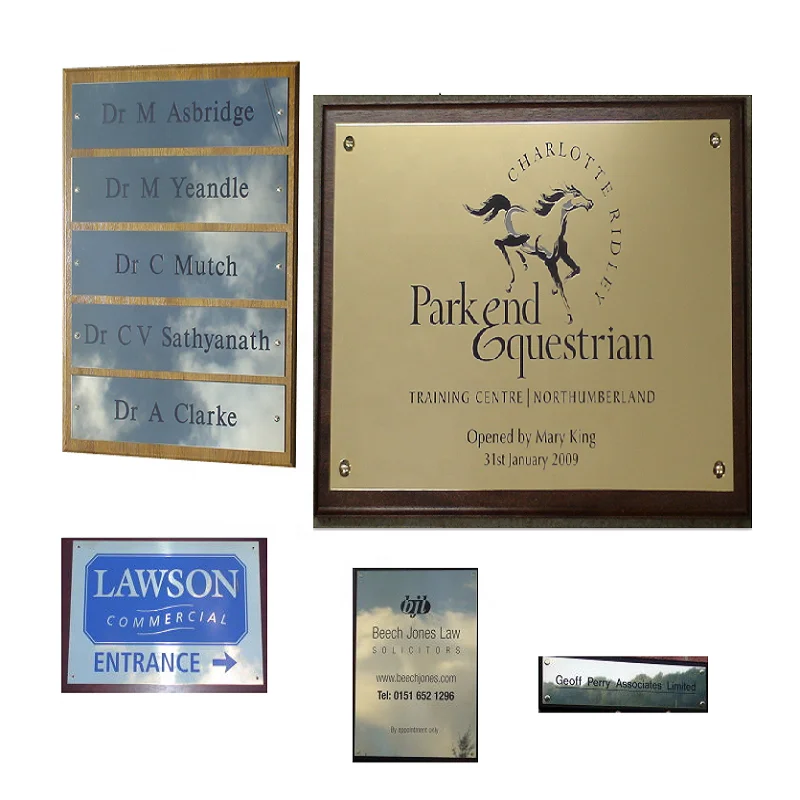 Dr M Asbridge
Dr M Yeandle
Dr C Mutch
Dr C V Sathyanath
Dr A Clarke
CHARLOTTE RIDLEY
Parkend
Equestrian
TRAINING CENTRE | NORTHUMBERLAND
Opened by Mary King
31st January 2009
LAWSON
COMMERCIAL
ENTRANCE →
bjl
Beech Jones Law
SOLICITORS
www.beechjones.com
Tel: 0151 652 1296
By appointment only
Geoff Perry Associates Limited